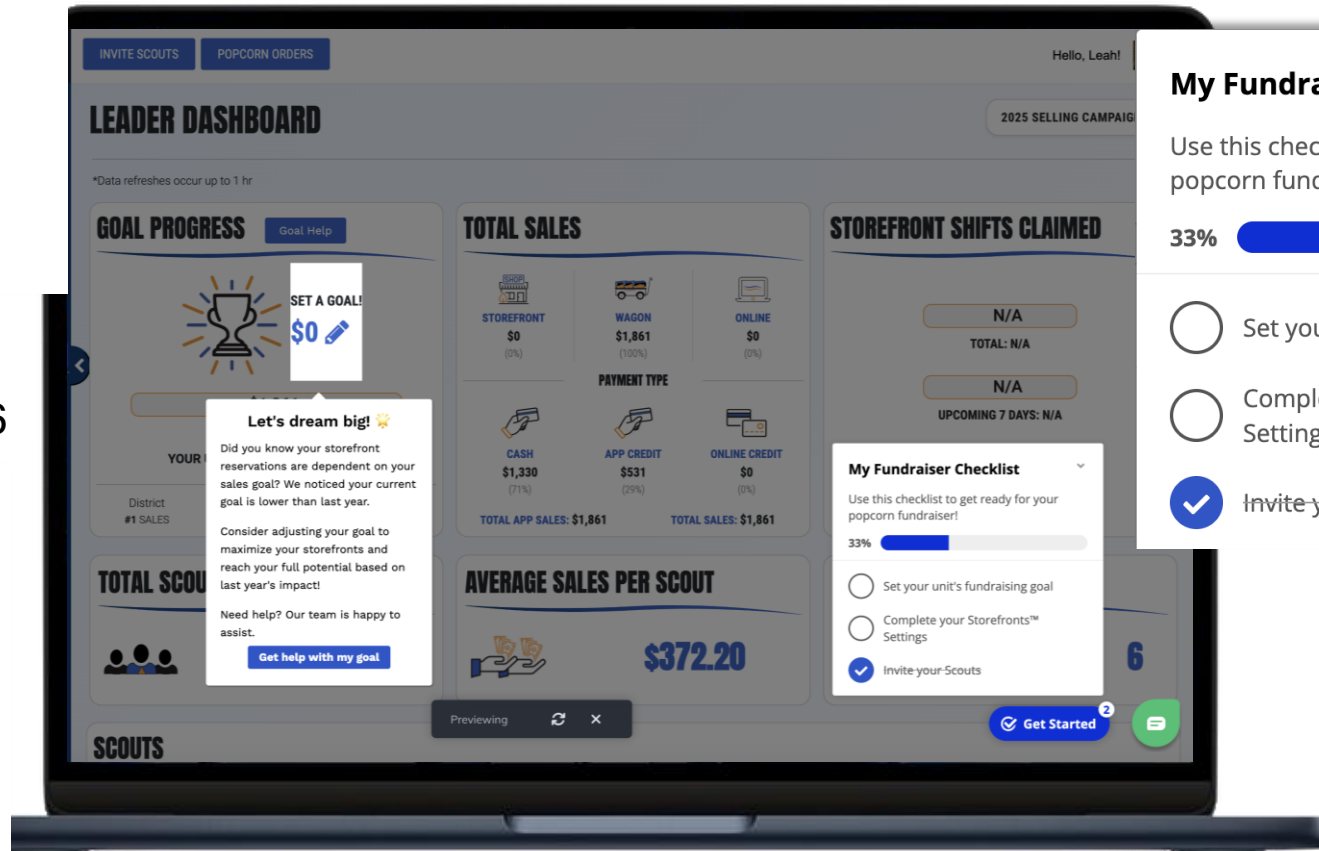 INVITE SCOUTS
POPCORN ORDERS
Hello, Leah!
LEADER DASHBOARD
2025 SELLING CAMPAIG
*Data refreshes occur up to 1 hr
GOAL PROGRESS
Goal Help
SET A GOAL!
$0
YOUR
District
#1 SALES
Let's dream big! 🌟
Did you know your storefront
reservations are dependent on your
sales goal? We noticed your current
goal is lower than last year.
Consider adjusting your goal to
maximize your storefronts and
reach your full potential based on
last year's impact!
Need help? Our team is happy to
assist.
Get help with my goal
TOTAL SALES
SHOP
STOREFRONT
$0
(0%)
WAGON
$1,861
(100%)
ONLINE
$0
(0%)
PAYMENT TYPE
CASH
$1,330
(71%)
APP CREDIT
$531
(29%)
ONLINE CREDIT
$0
(0%)
TOTAL APP SALES: $1,861
TOTAL SALES: $1,861
STOREFRONT SHIFTS CLAIMED
N/A
TOTAL: N/A
N/A
UPCOMING 7 DAYS: N/A
My Fundraiser Checklist
Use this checklist to get ready for your
popcorn fundraiser!
33%
Set your unit's fundraising goal
Complete your Storefronts™
Settings
Invite your Scouts
TOTAL SCOU
AVERAGE SALES PER SCOUT
$372.20
6
Previewing
Get Started
2
SCOUTS
My Fundra
Use this chec
popcorn fund
33%
Set you
Comple
Setting
Invite y
6